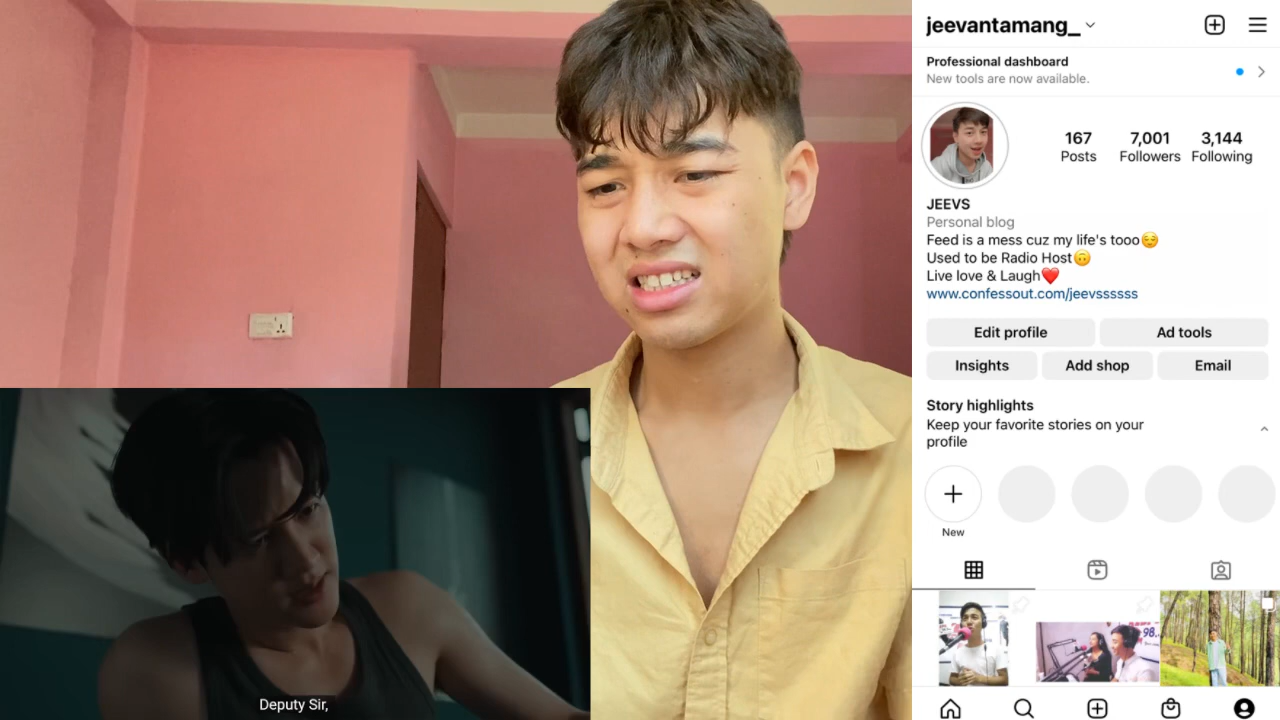 jeevantamang_
Professional dashboard
New tools are now available.
167
Posts
7,001
Followers
3,144
Following
JEEVS
Personal blog
Feed is a mess cuz my life's tooo😌
Used to be Radio Host🙃
Live love & Laugh❤️
www.confessout.com/jeevssssss
Edit profile
Ad tools
Insights
Add shop
Email
Story highlights
Keep your favorite stories on your
profile
New
98.
Deputy Sir,